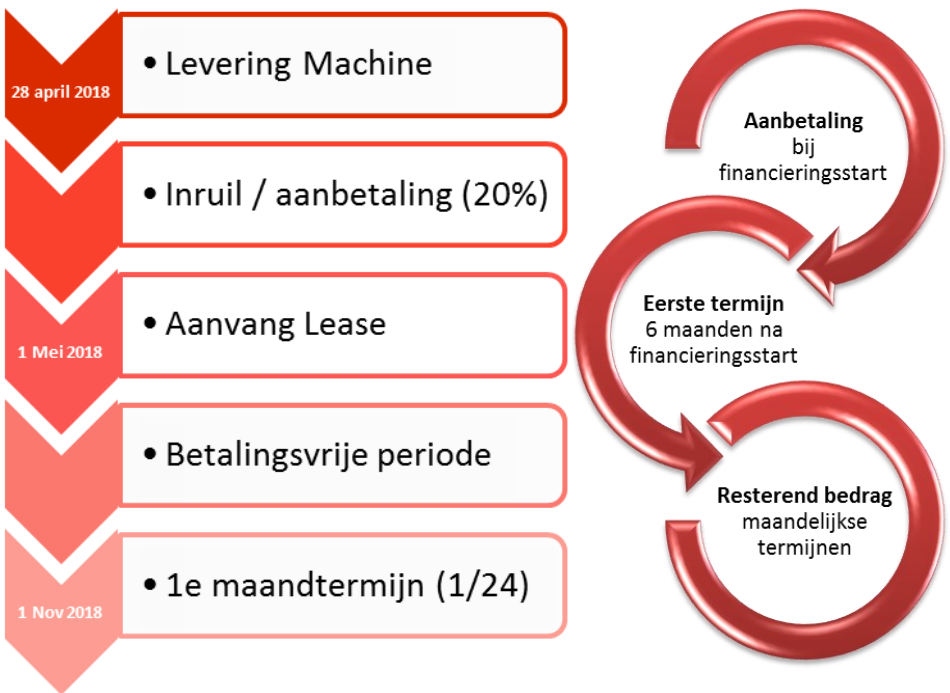 28 april 2018
• Levering Machine
• Inruil / aanbetaling (20%)
1 Mei 2018
• Aanvang Lease
• Betalingsvrije periode
1 Nov 2018
• 1e maandtermijn (1/24)
Aanbetaling
bij
financieringsstart
Eerste termijn
6 maanden na
financieringsstart
Resterend bedrag
maandelijkse
termijnen